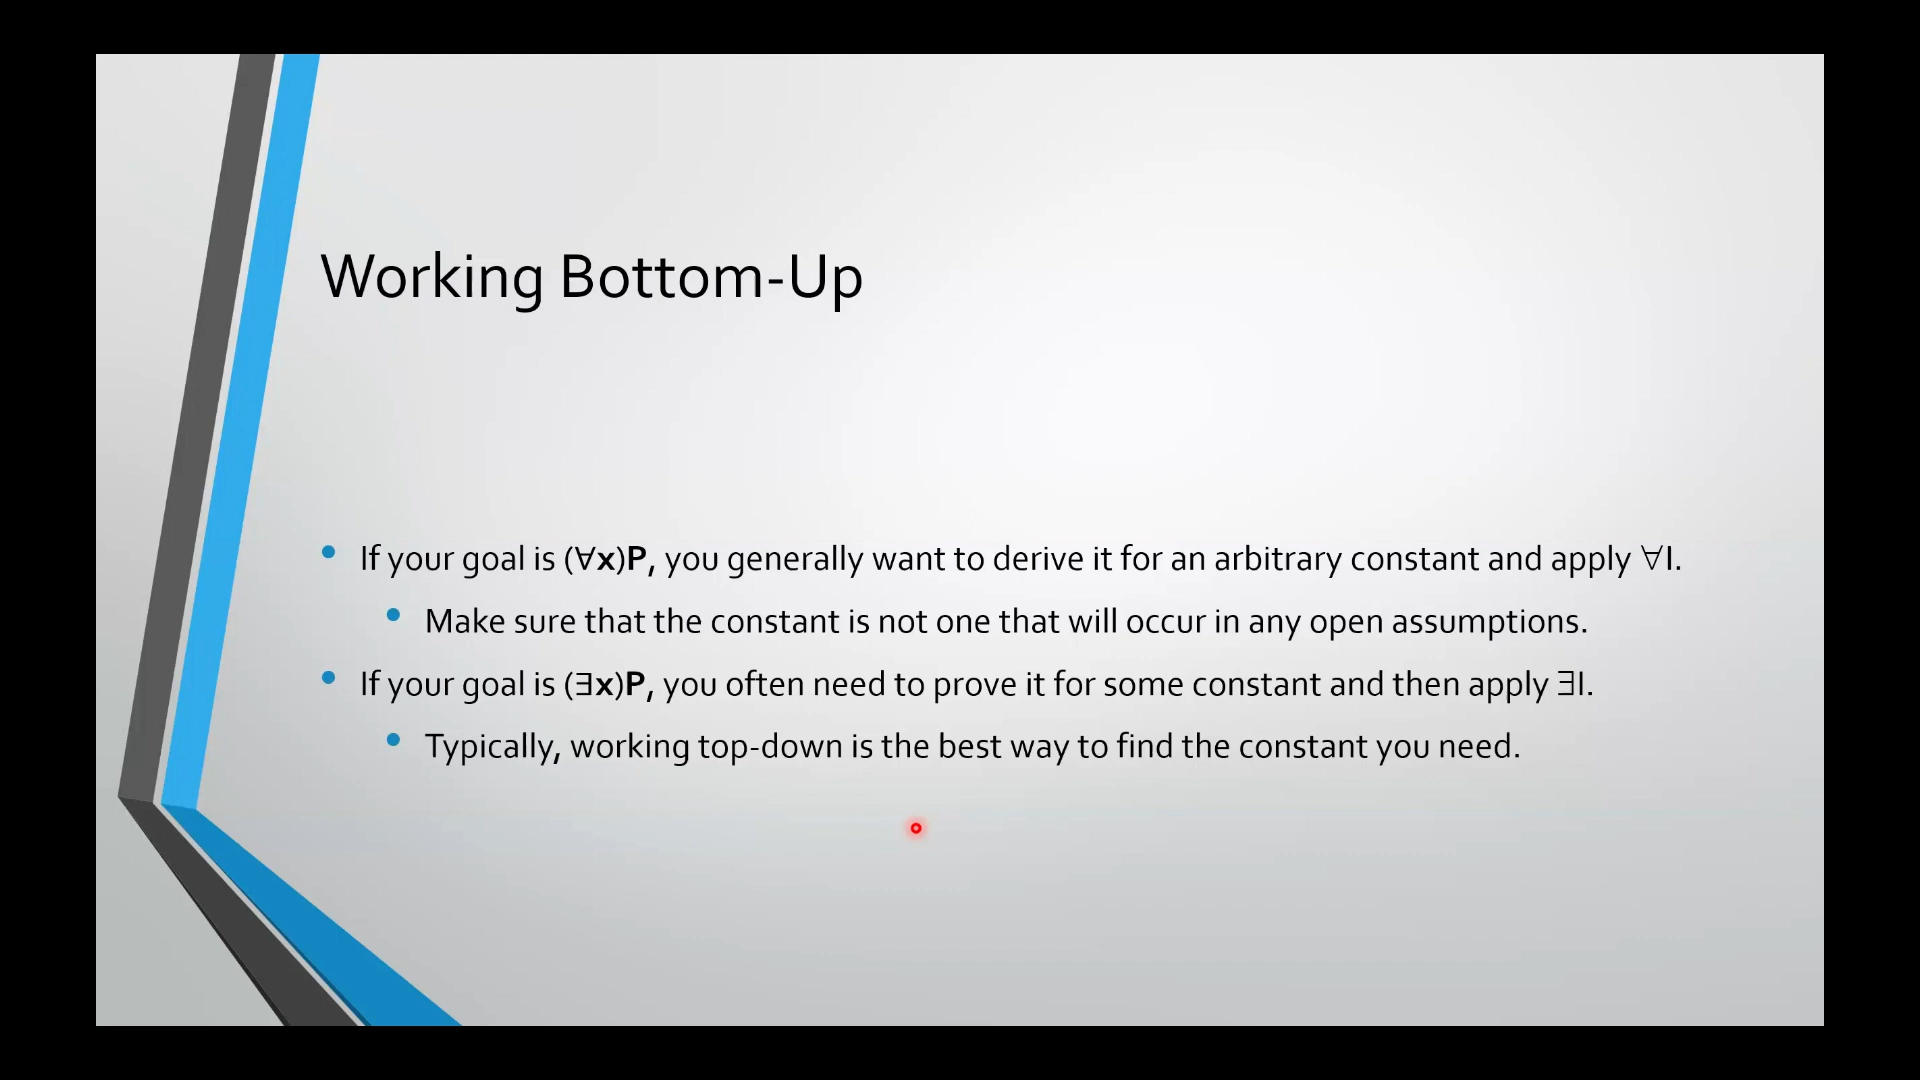 Working Bottom-Up
If your goal is (∀x)P, you generally want to derive it for an arbitrary constant and apply ∀I.
Make sure that the constant is not one that will occur in any open assumptions.
If your goal is (∃x)P, you often need to prove it for some constant and then apply ∃I.
Typically, working top-down is the best way to find the constant you need.